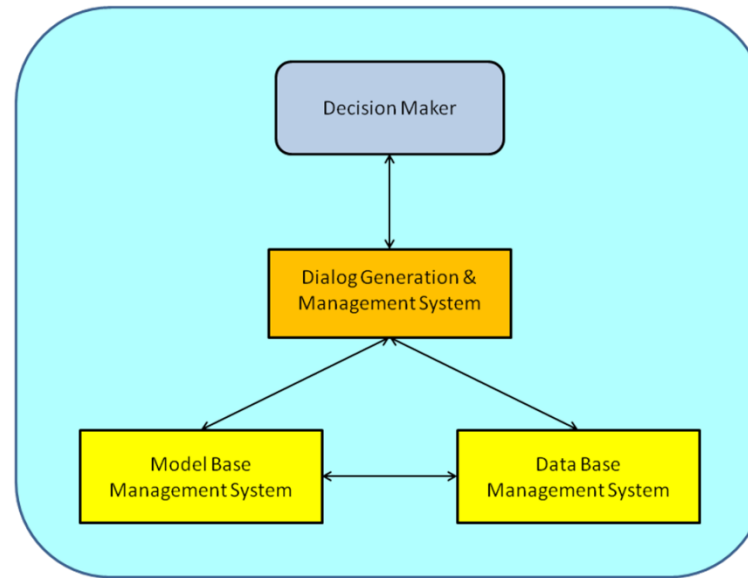 Decision Maker
Dialog Generation &
Management System
Model Base
Management System
Data Base
Management System